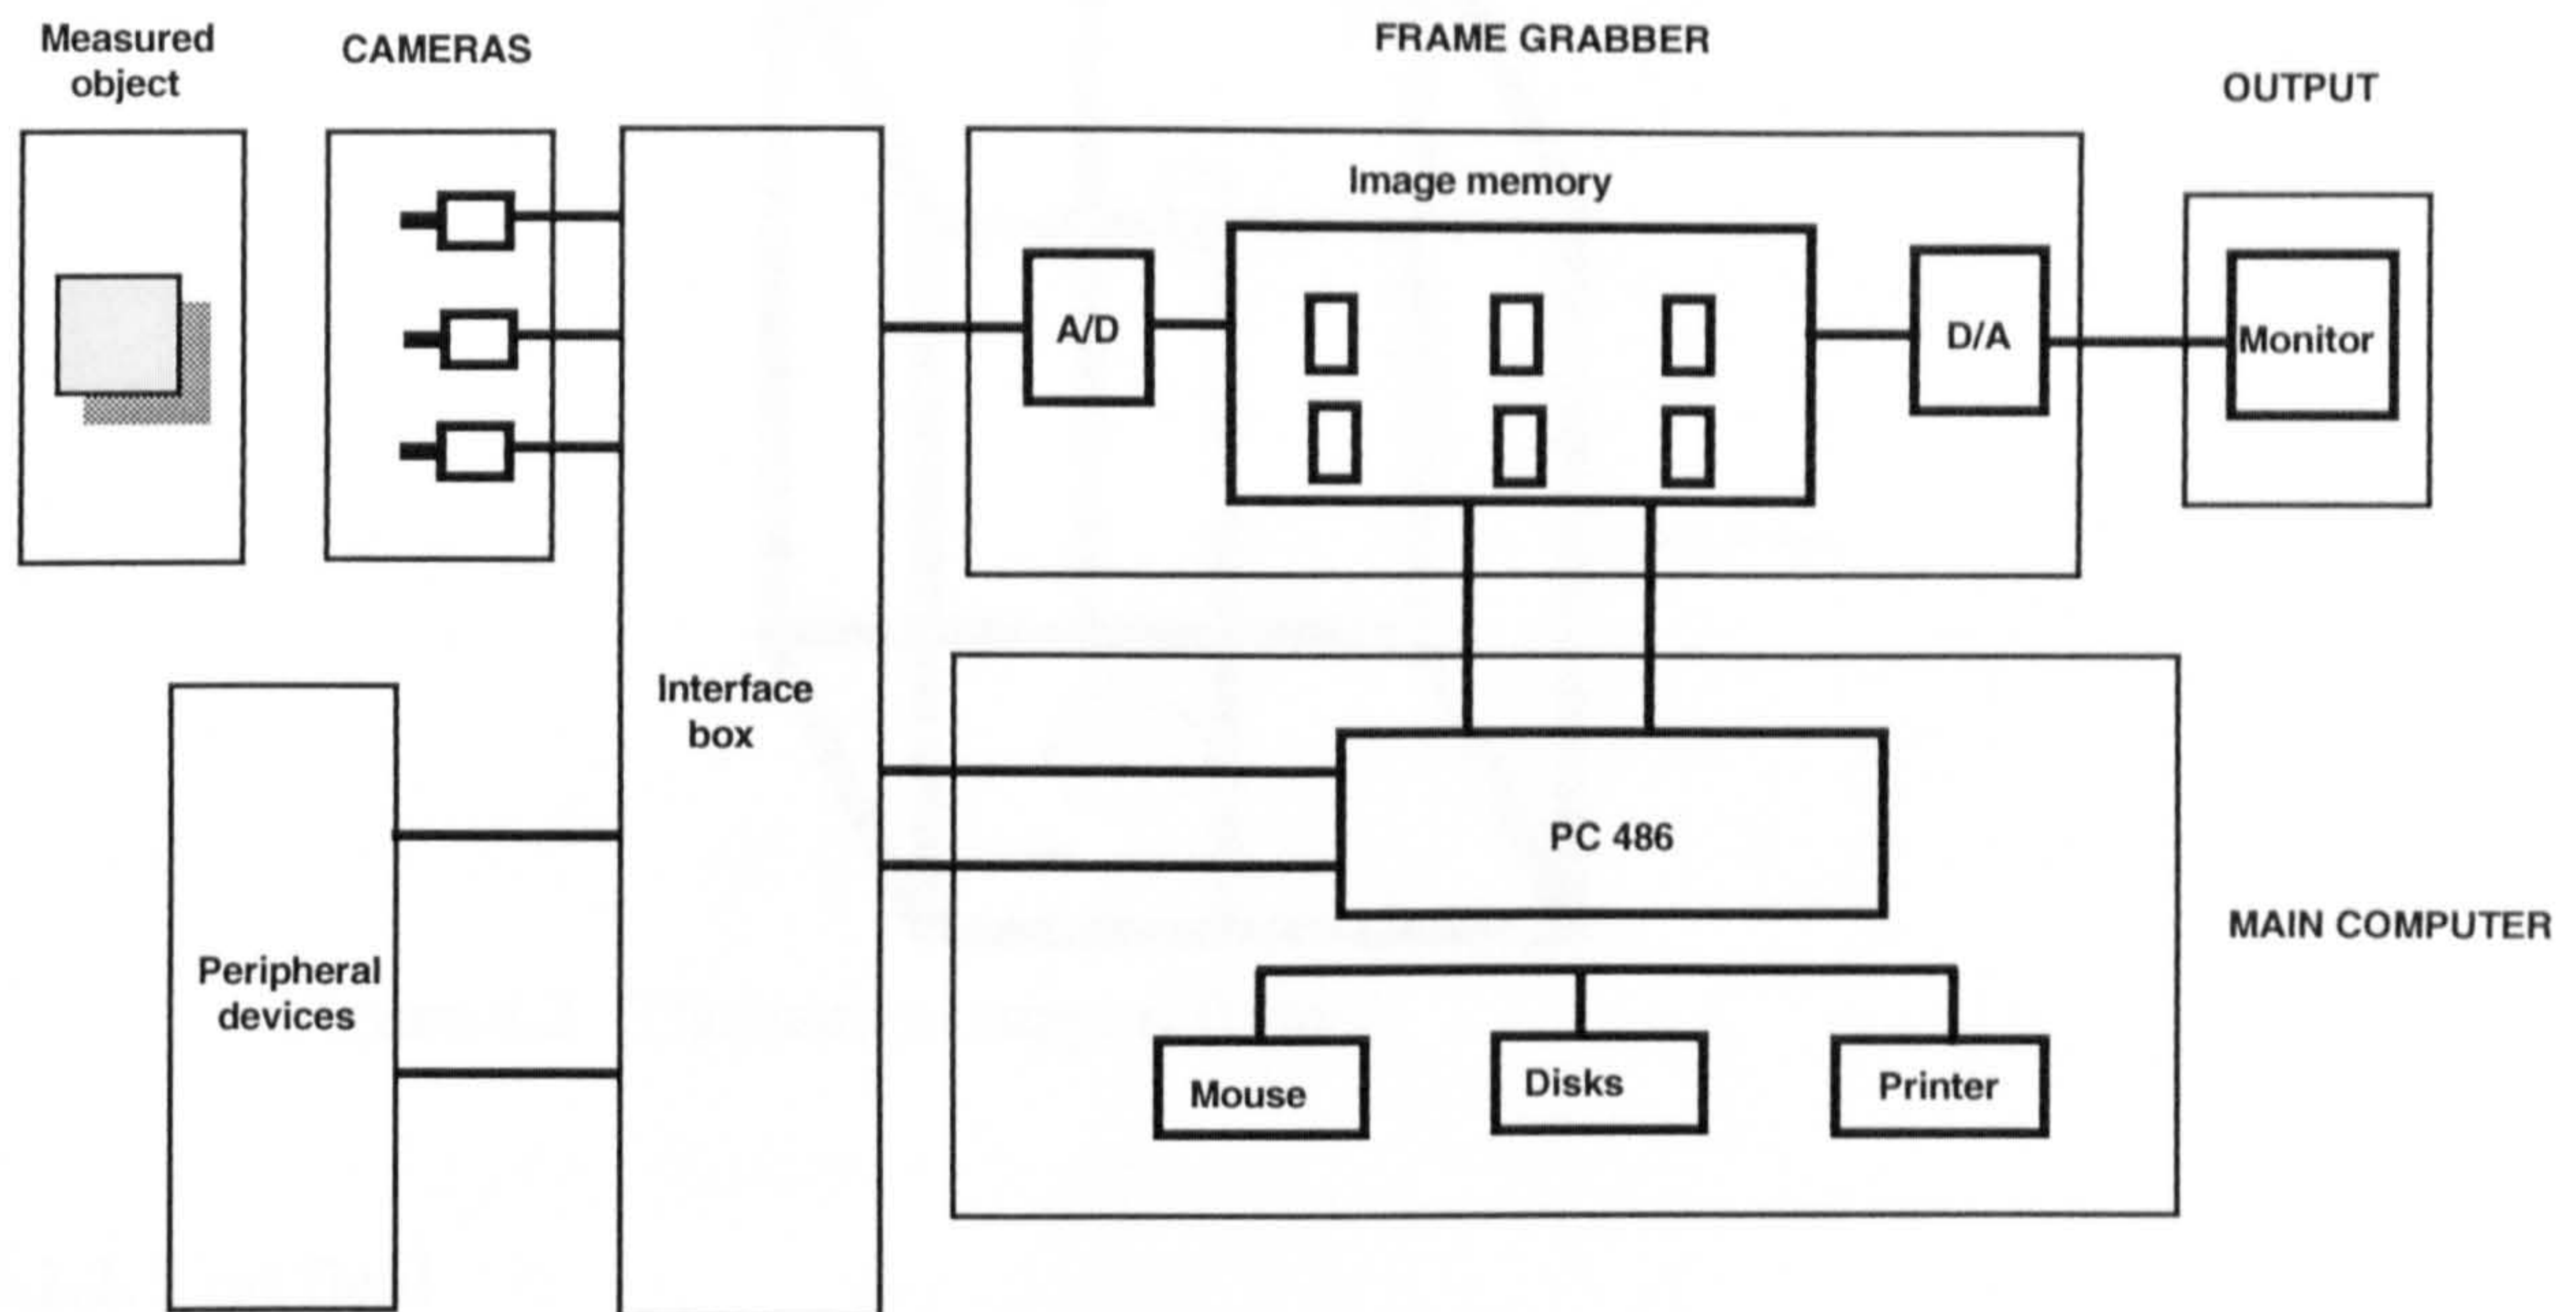 Measured
object
CAMERAS
FRAME GRABBER
OUTPUT
Image memory
A/D
D/A
Monitor
Interface
box
PC 486
Peripheral
devices
MAIN COMPUTER
Mouse
Disks
Printer